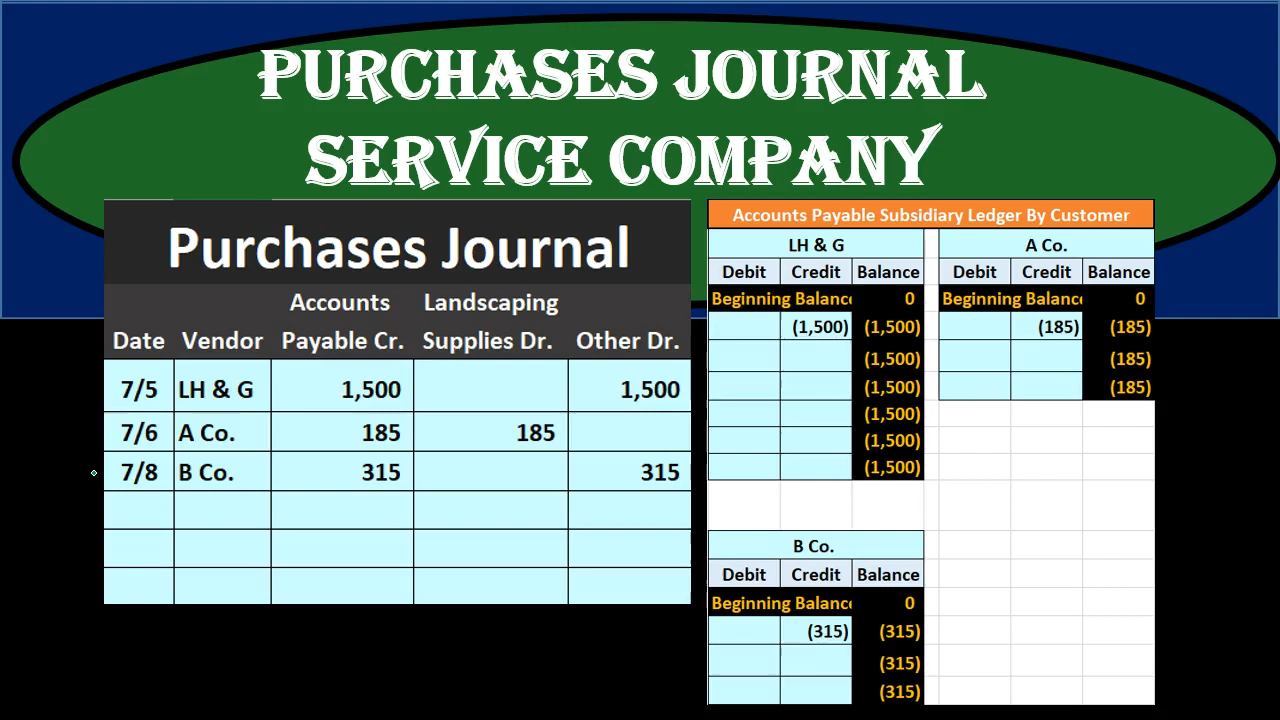 PURCHASES JOURNAL
SERVICE COMPANY
Purchases Journal
Accounts Landscaping
Date Vendor Payable Cr. Supplies Dr. Other Dr.
7/5 LH & G 1,500 1,500
7/6 A Co. 185 185
7/8 B Co. 315 315
Accounts Payable Subsidiary Ledger By Customer
LH & G A Co.
Debit Credit Balance Debit Credit Balance
Beginning Balance 0 Beginning Balance 0
(1,500) (1,500) (185) (185)
(1,500) (185)
(1,500) (185)
(1,500)
(1,500)
(1,500)
B Co.
Debit Credit Balance
Beginning Balance 0
(315) (315)
(315)
(315)